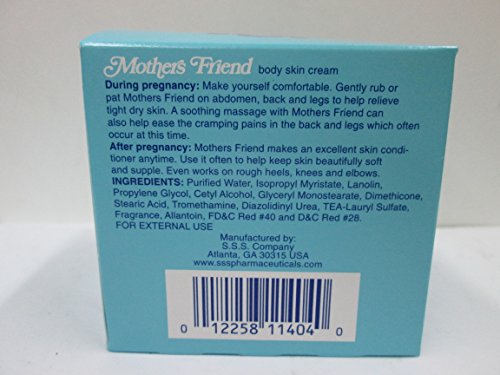 Mothers Friend body skin cream
During pregnancy: Make yourself comfortable. Gently rub or
pat Mothers Friend on abdomen, back and legs to help relieve
tight dry skin. A soothing massage with Mothers Friend can
also help ease the cramping pains in the back and legs which often
occur at this time.
After pregnancy: Mothers Friend makes an excellent skin condi-
tioner anytime. Use it often to help keep skin beautifully soft
and supple. Even works on rough heels, knees and elbows.
INGREDIENTS: Purified Water, Isopropyl Myristate, Lanolin,
Propylene Glycol, Cetyl Alcohol, Glyceryl Monostearate, Dimethicone,
Stearic Acid, Tromethamine, Diazolidinyl Urea, TEA-Lauryl Sulfate,
Fragrance, Allantoin, FD&C Red #40 and D&C Red #28.
FOR EXTERNAL USE
Manufactured by:
S.S.S. Company
Atlanta, GA 30315 USA
www.ssspharmaceuticals.com
0 12258 11404 0